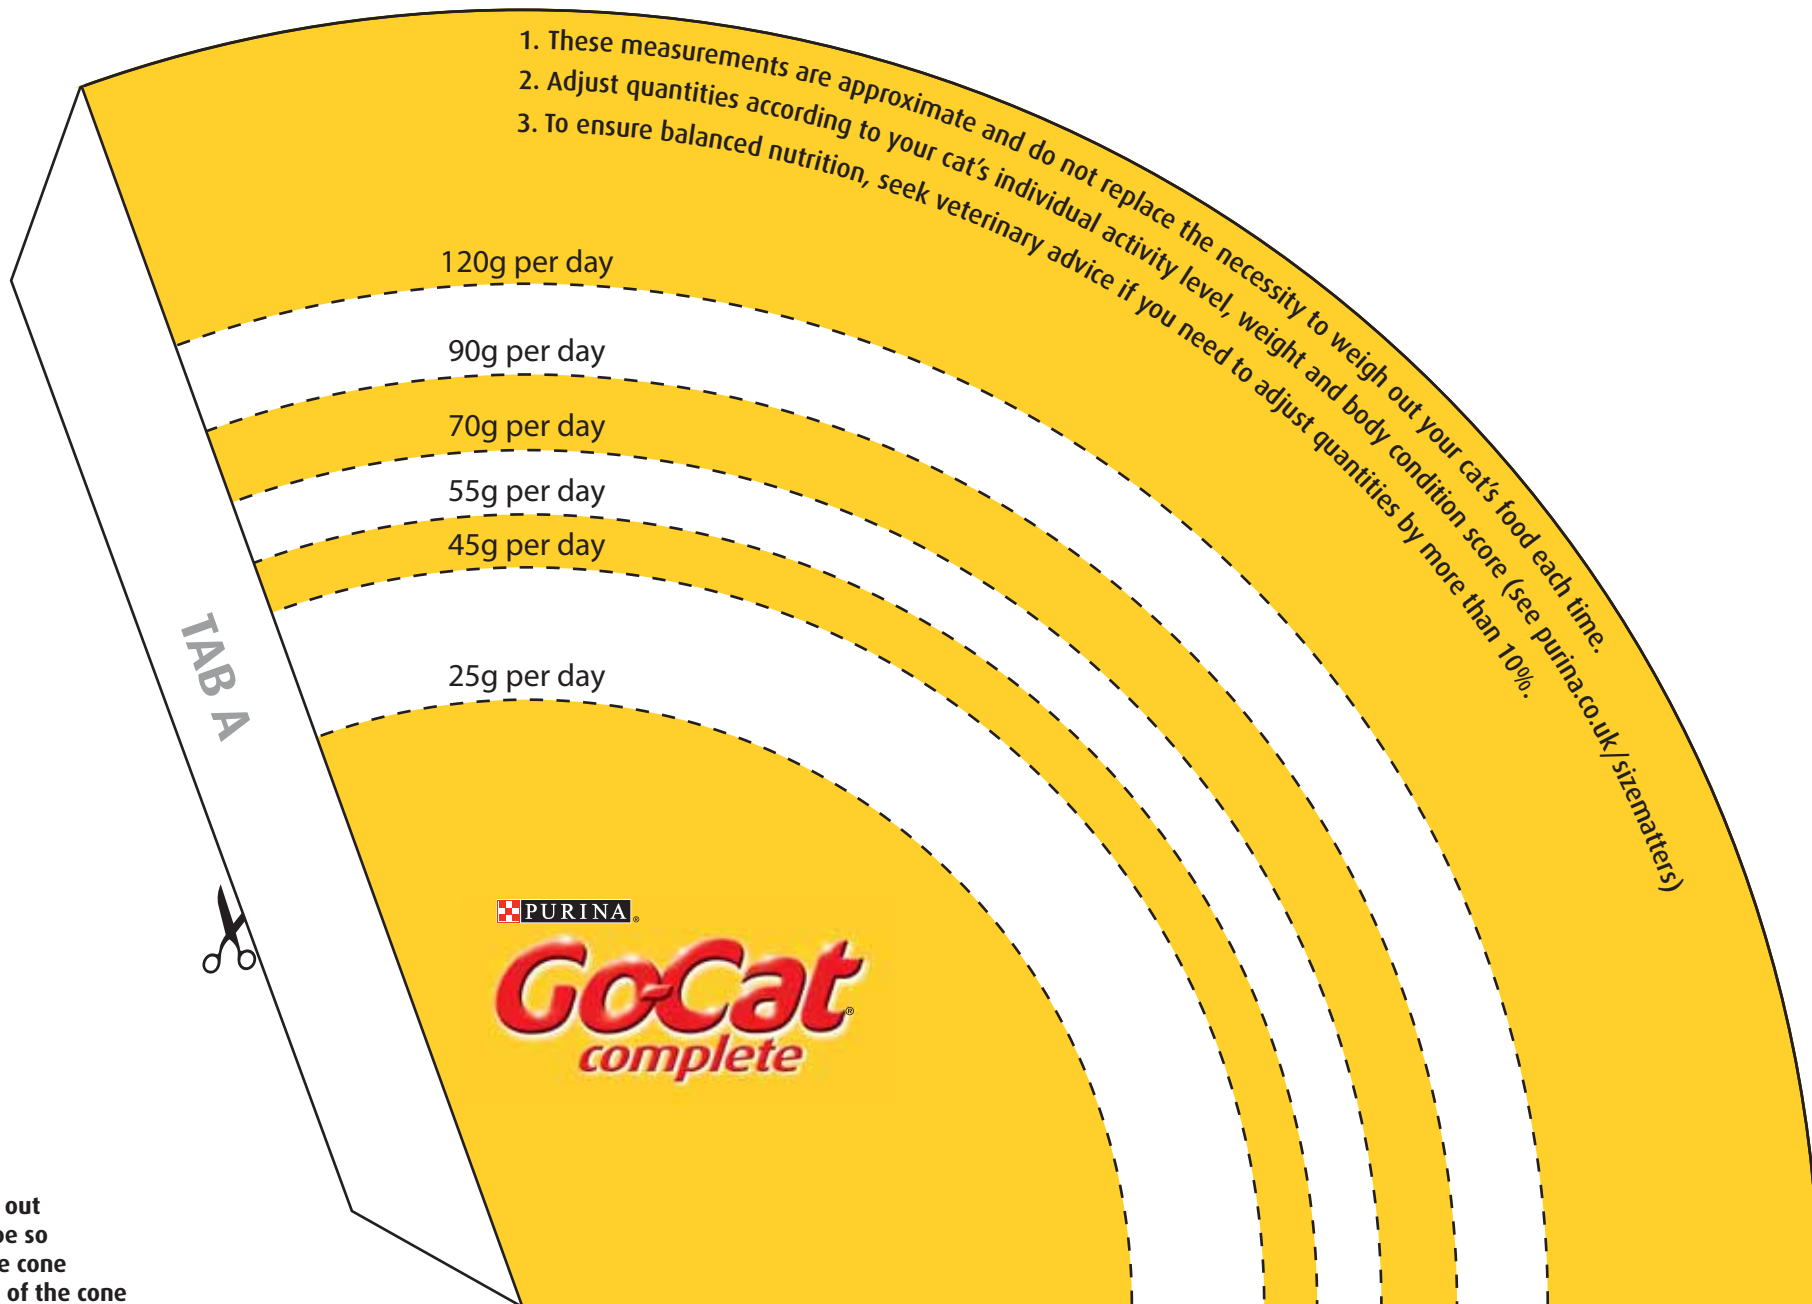 1. These measurements are approximate and do not replace the necessity to weigh out your cat's food each time.
2. Adjust quantities according to your cat's individual activity level, weight and body condition score (see purina.co.uk/sizematters)
3. To ensure balanced nutrition, seek veterinary advice if you need to adjust quantities by more than 10%.
120g per day
90g per day
70g per day
55g per day
45g per day
25g per day
TAB A
PURINA®
Go-Cat®
complete
out
so
cone
of the cone